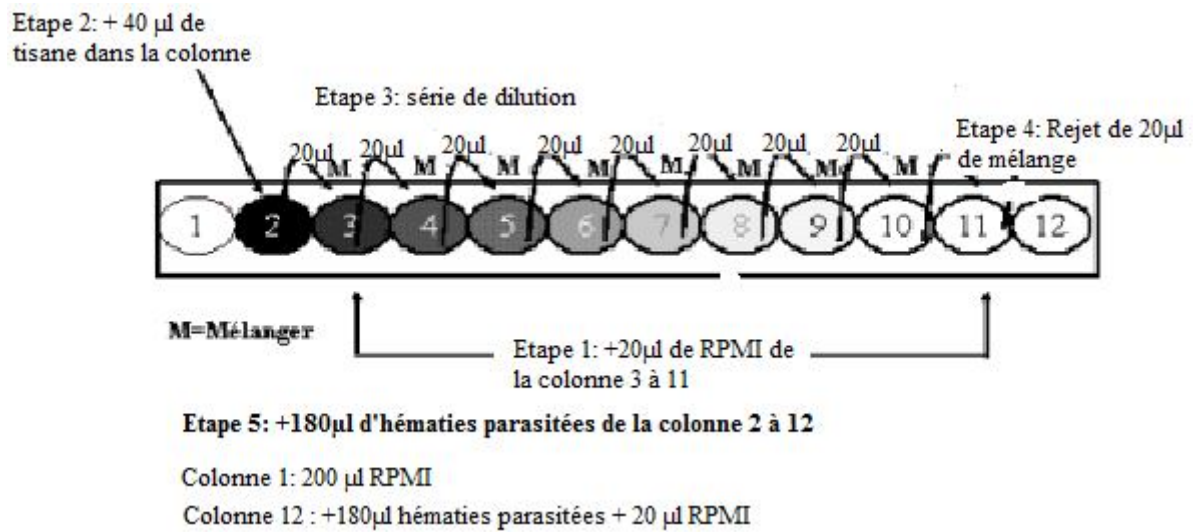 Etape 2: + 40 µl de
tisane dans la colonne
Etape 3: série de dilution
Etape 4: Rejet de 20µl
de mélange
20µl 20µl 20µl 20µl 20µl 20µl 20µl 20µl
M M M M M M M M
1 2 3 4 5 6 7 8 9 10 11 12
M=Mélanger
Etape 1: +20µl de RPMI de
la colonne 3 à 11
Etape 5: +180µl d'hématies parasitées de la colonne 2 à 12
Colonne 1: 200 µl RPMI
Colonne 12 : +180µl hématies parasitées + 20 µl RPMI